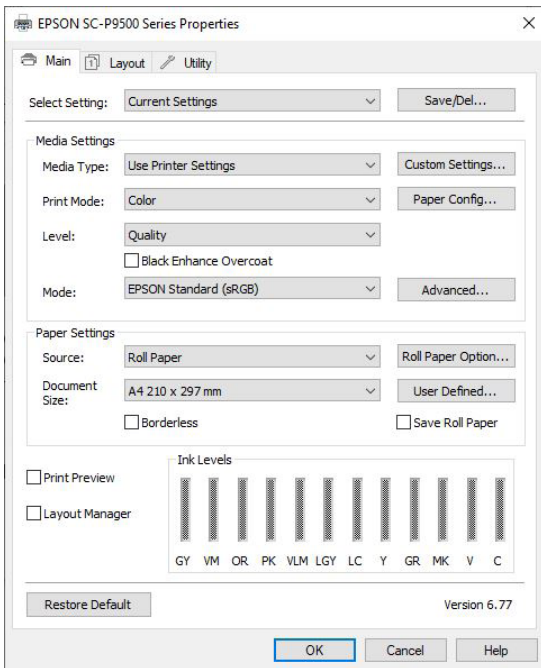 EPSON SC-P9500 Series Properties
Main
1 Layout
Utility
Select Setting: Current Settings Save/Del...
Media Settings
Media Type: Use Printer Settings Custom Settings...
Print Mode: Color Paper Config...
Level: Quality
Black Enhance Overcoat
Mode: EPSON Standard (sRGB) Advanced...
Paper Settings
Source: Roll Paper Roll Paper Option...
Document Size: A4 210 x 297 mm User Defined...
Borderless Save Roll Paper
Print Preview
Layout Manager
Ink Levels
GY VM OR PK VLM LGY LC Y GR MK V C
Restore Default Version 6.77
OK Cancel Help